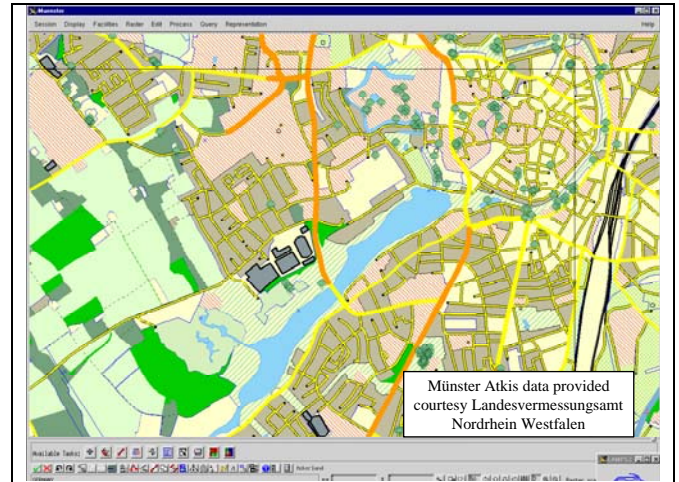 Muenster
Session Display Facilities Raster Edit Process Query Representation Help
Münster Atkis data provided
courtesy Landesvermessungsamt
Nordrhein Westfalen
Available Tasks: